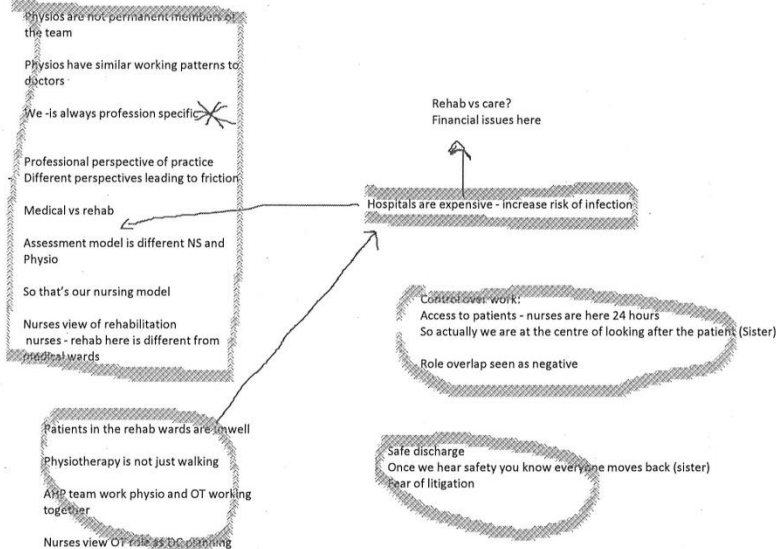 Physios are not permanent members of
the team
Physios have similar working patterns to
doctors
We -is always profession specific
Professional perspective of practice
Different perspectives leading to friction
Medical vs rehab
Assessment model is different NS and
Physio
So that's our nursing model
Nurses view of rehabilitation
nurses - rehab here is different from
medical wards
Patients in the rehab wards are unwell
Physiotherapy is not just walking
AHP team work physio and OT working
together
Nurses view OT role as DC planning
Rehab vs care?
Financial issues here
Hospitals are expensive - increase risk of infection
Control over work:
Access to patients - nurses are here 24 hours
So actually we are at the centre of looking after the patient (Sister)
Role overlap seen as negative
Safe discharge
Once we hear safety you know everyone moves back (sister)
Fear of litigation